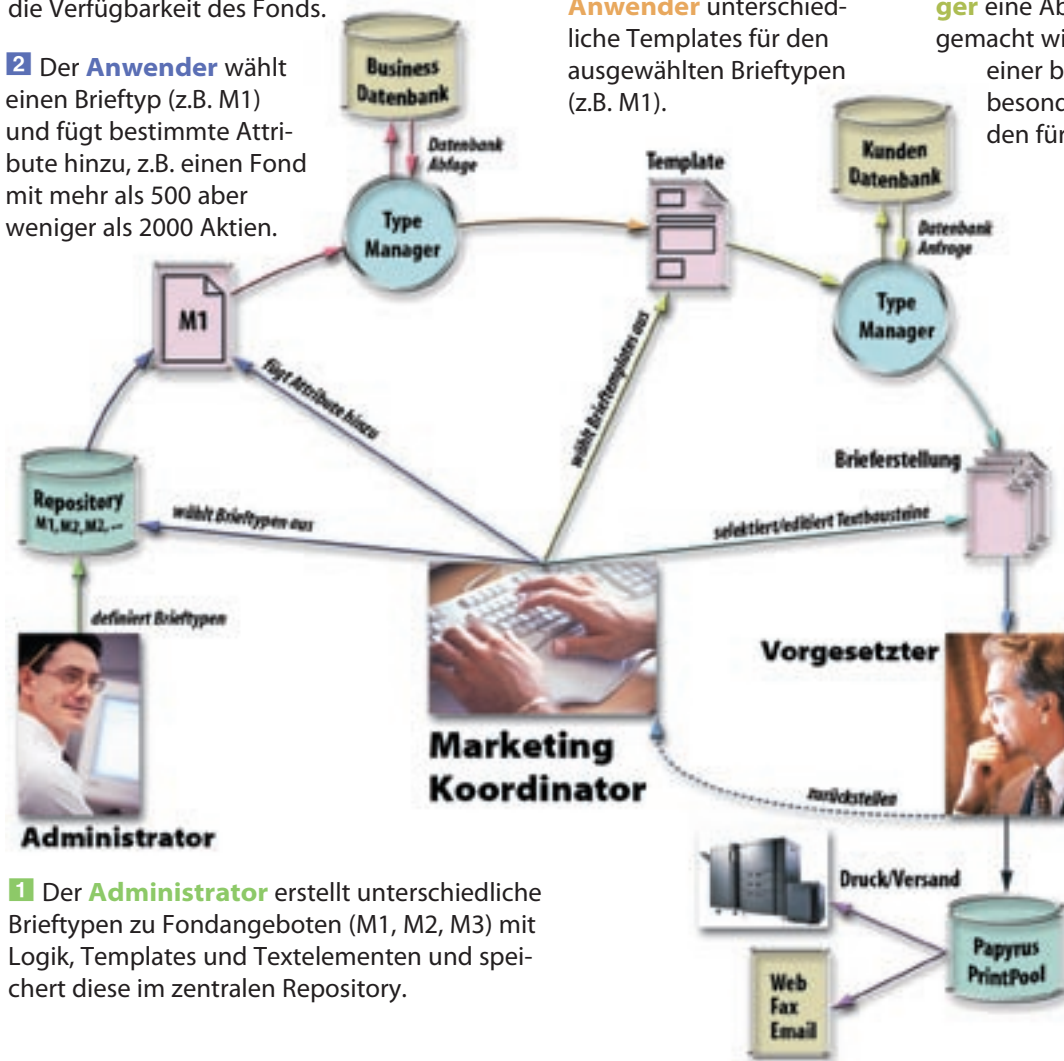 die Verfügbarkeit des Fonds.
2 Der Anwender wählt
einen Brieftyp (z.B. M1)
und fügt bestimmte Attri-
bute hinzu, z.B. einen Fond
mit mehr als 500 aber
weniger als 2000 Aktien.
Anwender unterschied-
liche Templates für den
ausgewählten Brieftypen
(z.B. M1).
ger eine Ab
gemacht wi
einer b
besond
den für
Business
Datenbank
Datenbank
Abfage
Type
Manager
Template
Kunden
Datenbank
Datenbank
Anfrage
Type
Manager
M1
fügt Attribute hinzu
wählt Brieftemplates aus
Brieferstellung
Repository
M1, M2, M2, ...
wählt Brieftypen aus
selektiert/editiert Textbausteine
definiert Brieftypen
Vorgesetzter
Marketing
Koordinator
zurückstellen
Administrator
Druck/Versand
Papyrus
PrintPool
Web
Fax
Email
1 Der Administrator erstellt unterschiedliche
Brieftypen zu Fondangeboten (M1, M2, M3) mit
Logik, Templates und Textelementen und spei-
chert diese im zentralen Repository.